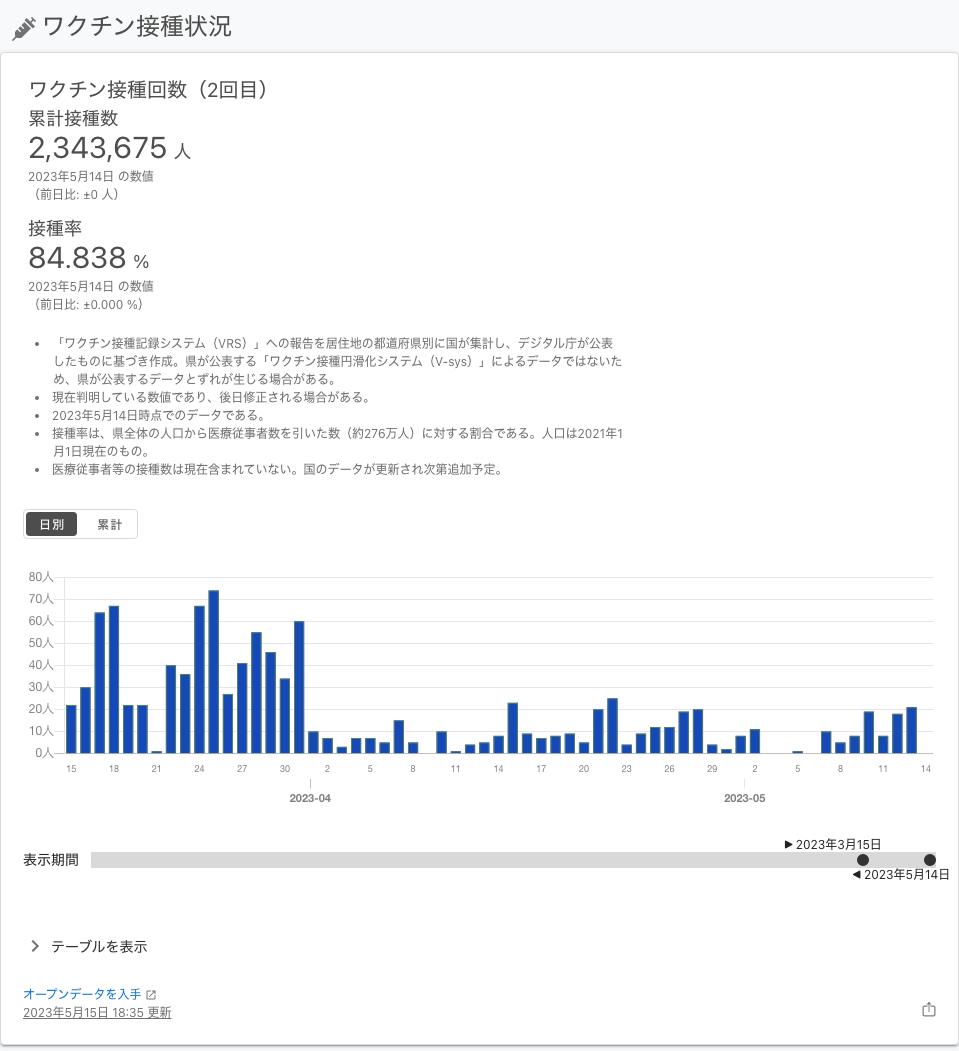 ワクチン接種状況
ワクチン接種回数（2回目）
累計接種数
2,343,675 人
2023年5月14日 の数値
（前日比: ±0 人）
接種率
84.838 %
2023年5月14日 の数値
（前日比: ±0.000 %）
• 「ワクチン接種記録システム（VRS）」への報告を居住地の都道府県別に国が集計し、デジタル庁が公表
したものに基づき作成。県が公表する「ワクチン接種円滑化システム（V-sys）」によるデータではないた
め、県が公表するデータとずれが生じる場合がある。
• 現在判明している数値であり、後日修正される場合がある。
• 2023年5月14日時点でのデータである。
• 接種率は、県全体の人口から医療従事者数を引いた数（約276万人）に対する割合である。人口は2021年1
月1日現在のもの。
• 医療従事者等の接種数は現在含まれていない。国のデータが更新され次第追加予定。
日別 累計
80人
70人
60人
50人
40人
30人
20人
10人
0人
15 18 21 24 27 30 2 5 8 11 14 17 20 23 26 29 2 5 8 11 14
2023-04 2023-05
▶ 2023年3月15日
表示期間
◀ 2023年5月14日
テーブルを表示
オープンデータを入手
2023年5月15日 18:35 更新